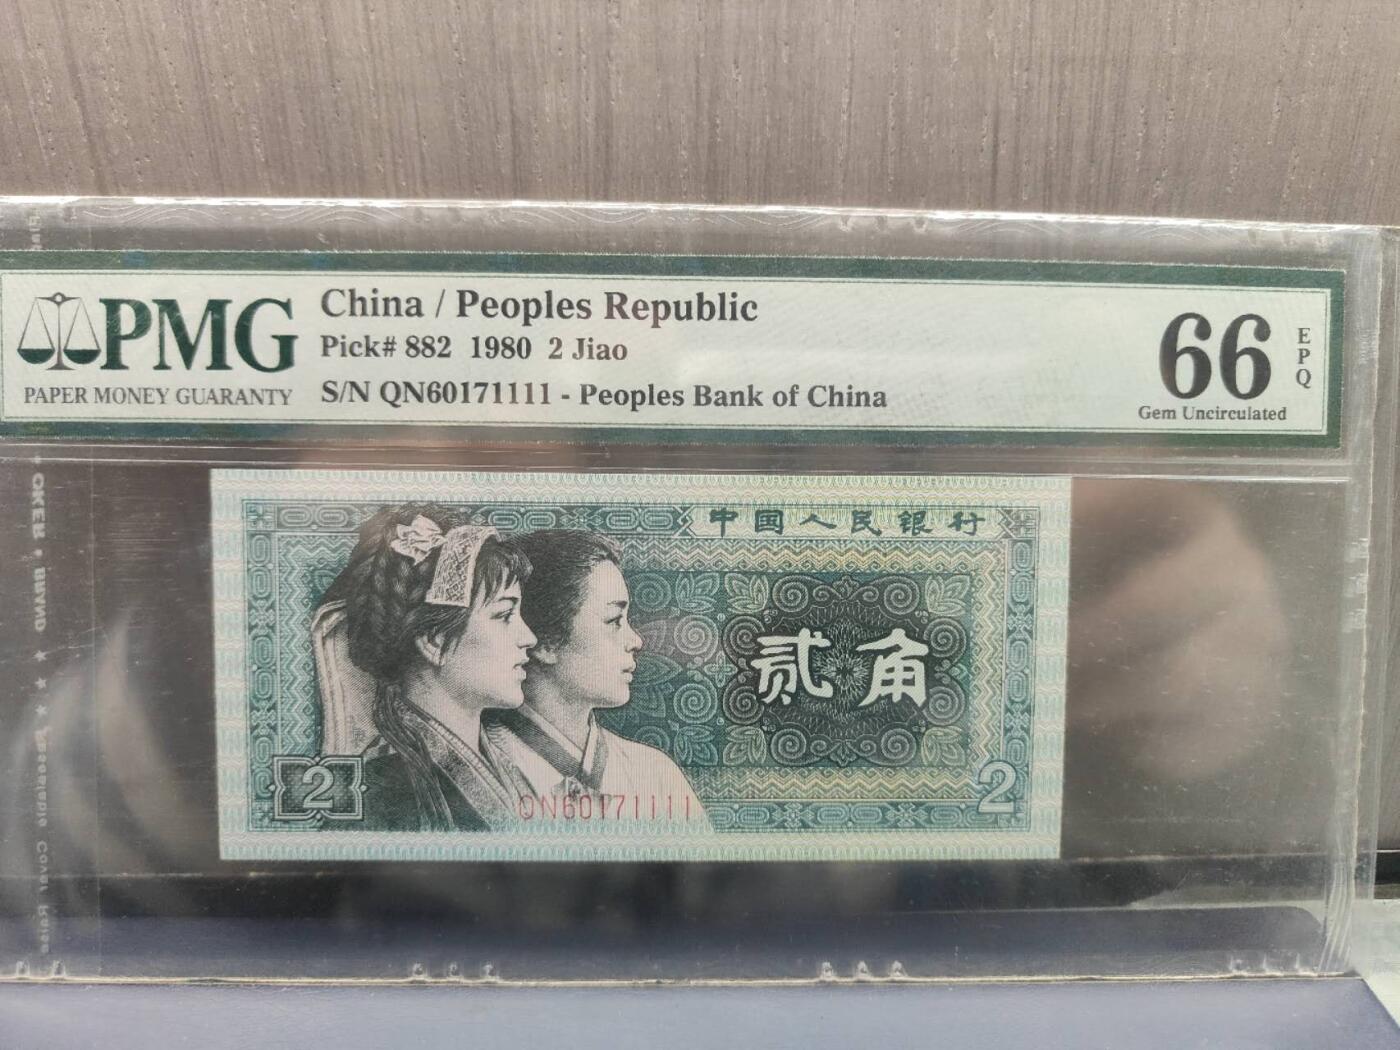 PMG
PAPER MONEY GUARANTY
China / Peoples Republic
Pick# 882 1980 2 Jiao
S/N QN60171111 - Peoples Bank of China
66
EPQ
Gem Uncirculated
中国人民银行
贰角
2
2
QN60171111